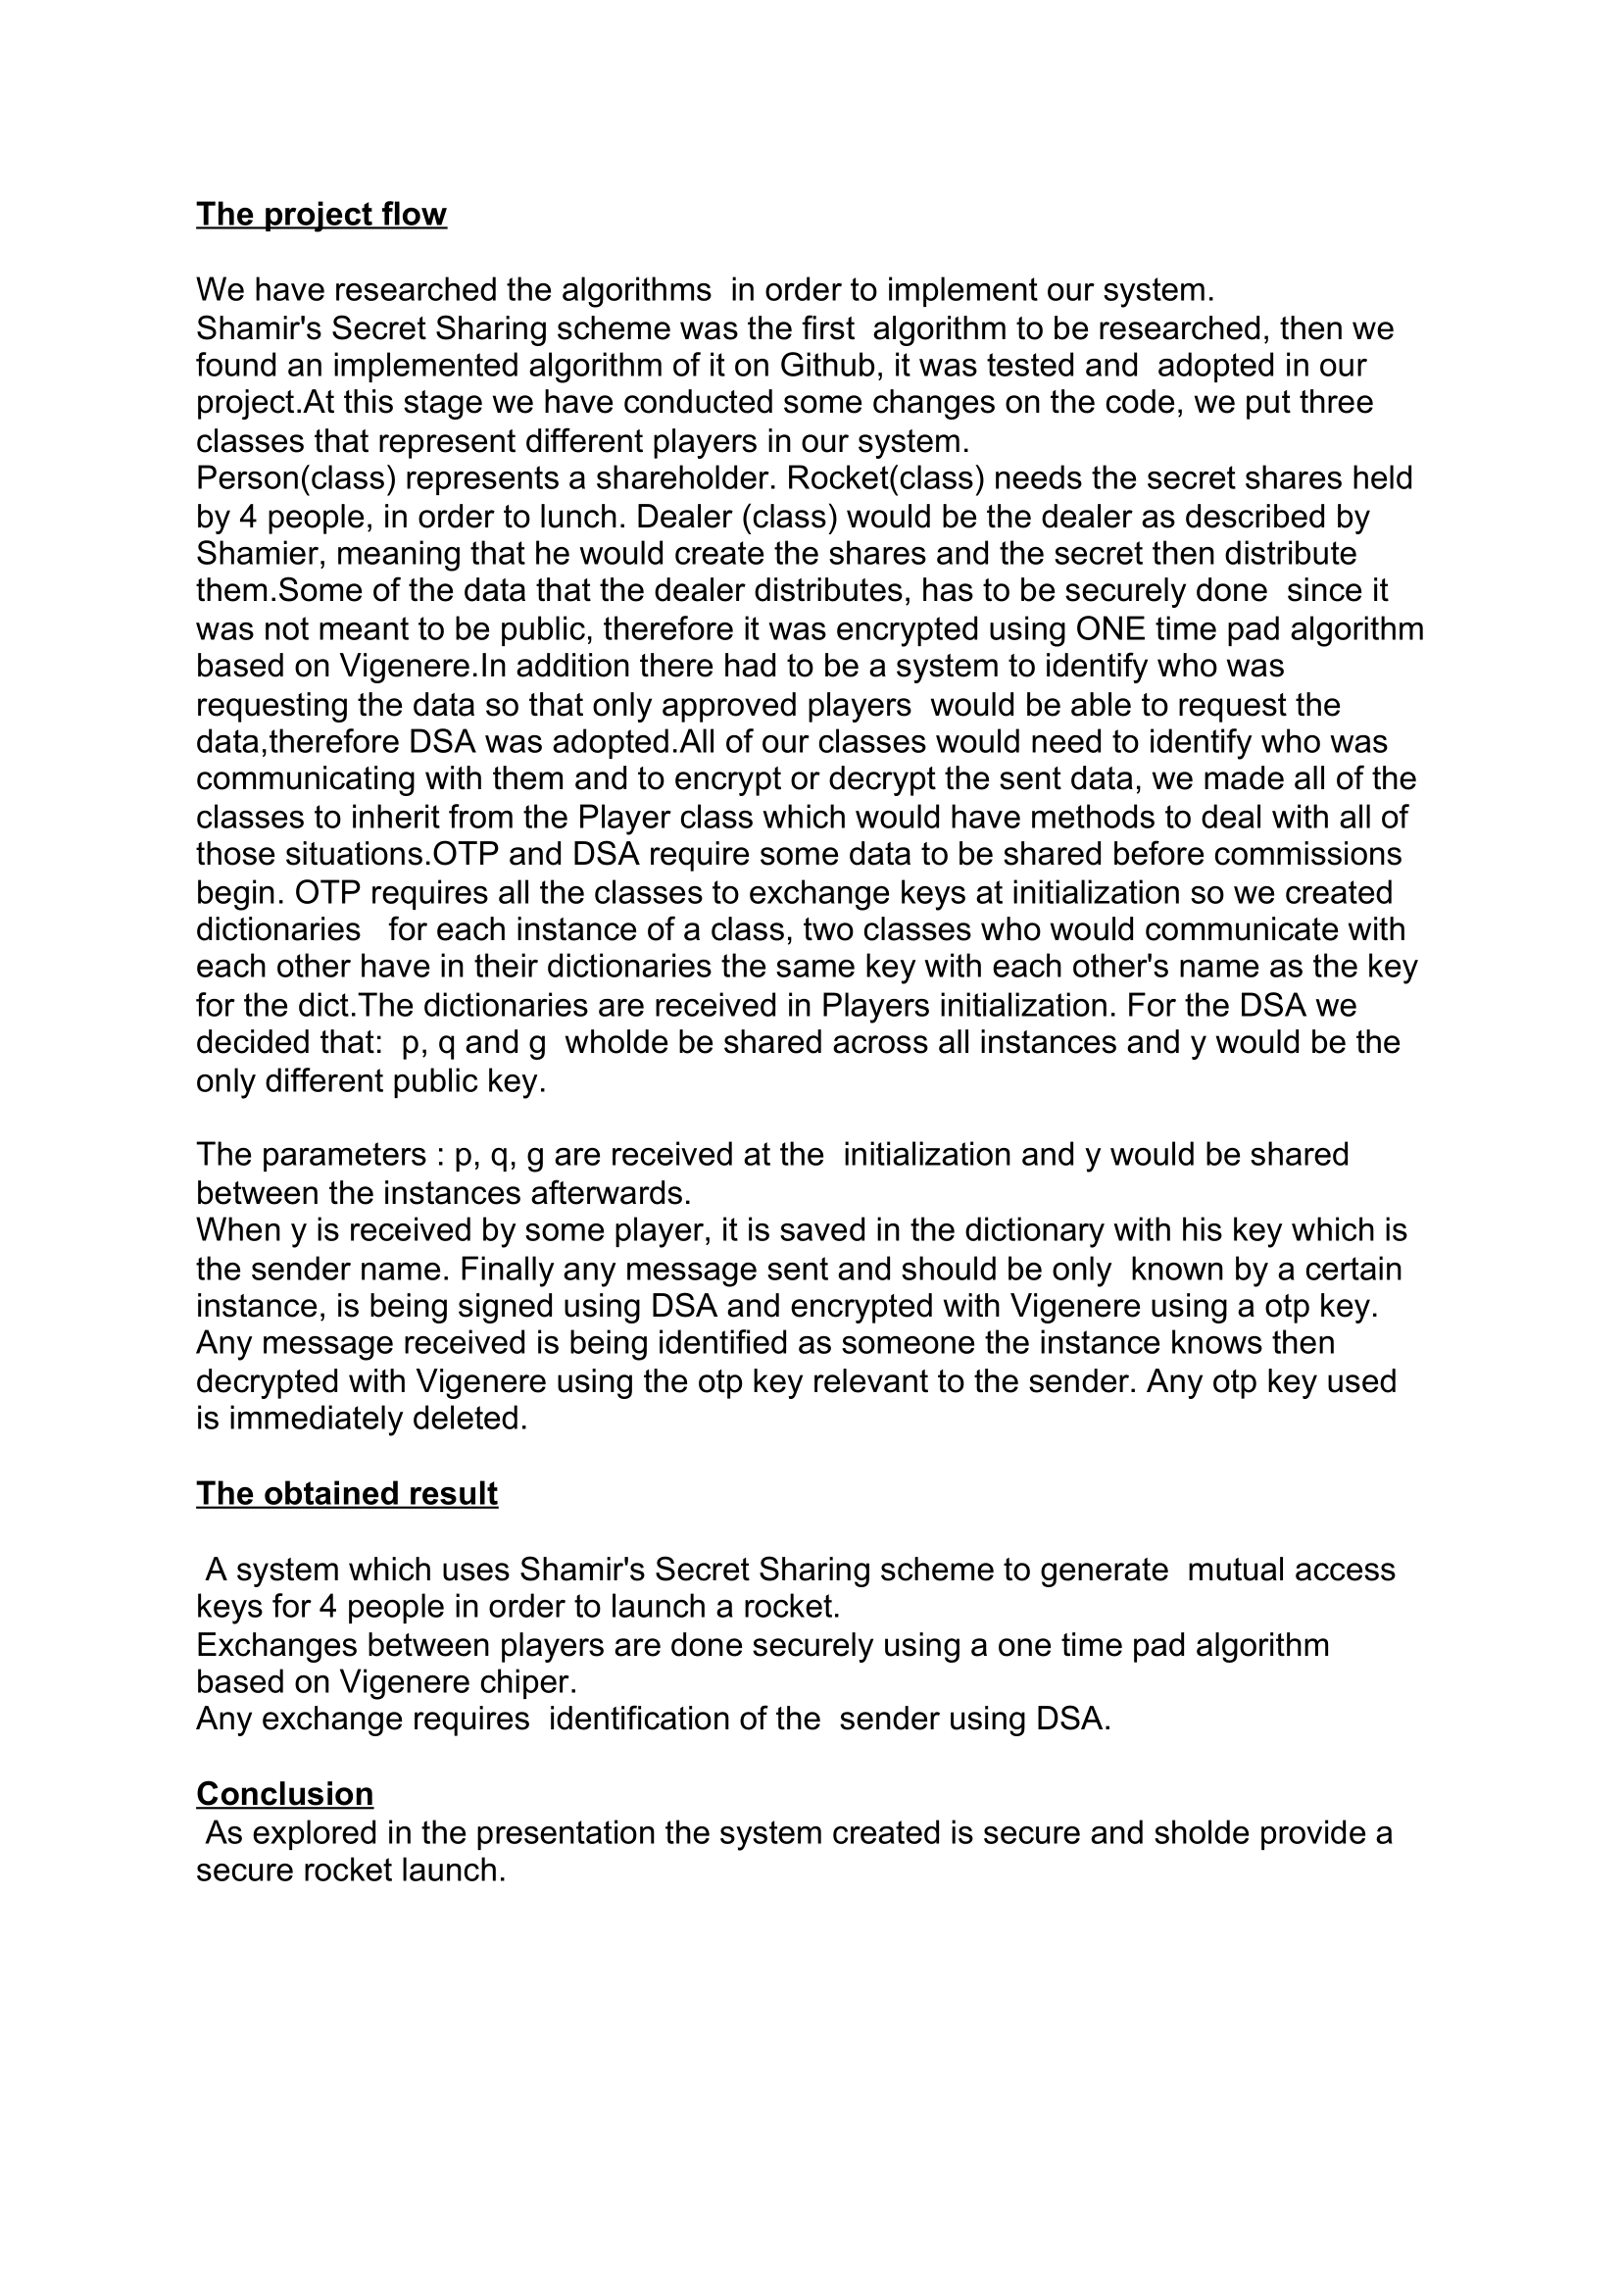 The project flow
We have researched the algorithms  in order to implement our system.
Shamir's Secret Sharing scheme was the first  algorithm to be researched, then we
found an implemented algorithm of it on Github, it was tested and  adopted in our
project.At this stage we have conducted some changes on the code, we put three
classes that represent different players in our system.
Person(class) represents a shareholder. Rocket(class) needs the secret shares held
by 4 people, in order to lunch. Dealer (class) would be the dealer as described by
Shamier, meaning that he would create the shares and the secret then distribute
them.Some of the data that the dealer distributes, has to be securely done  since it
was not meant to be public, therefore it was encrypted using ONE time pad algorithm
based on Vigenere.In addition there had to be a system to identify who was
requesting the data so that only approved players  would be able to request the
data,therefore DSA was adopted.All of our classes would need to identify who was
communicating with them and to encrypt or decrypt the sent data, we made all of the
classes to inherit from the Player class which would have methods to deal with all of
those situations.OTP and DSA require some data to be shared before commissions
begin. OTP requires all the classes to exchange keys at initialization so we created
dictionaries   for each instance of a class, two classes who would communicate with
each other have in their dictionaries the same key with each other's name as the key
for the dict.The dictionaries are received in Players initialization. For the DSA we
decided that:  p, q and g  wholde be shared across all instances and y would be the
only different public key.
The parameters : p, q, g are received at the  initialization and y would be shared
between the instances afterwards.
When y is received by some player, it is saved in the dictionary with his key which is
the sender name. Finally any message sent and should be only  known by a certain
instance, is being signed using DSA and encrypted with Vigenere using a otp key.
Any message received is being identified as someone the instance knows then
decrypted with Vigenere using the otp key relevant to the sender. Any otp key used
is immediately deleted.
The obtained result
A system which uses Shamir's Secret Sharing scheme to generate  mutual access
keys for 4 people in order to launch a rocket.
Exchanges between players are done securely using a one time pad algorithm
based on Vigenere chiper.
Any exchange requires  identification of the  sender using DSA.
Conclusion
As explored in the presentation the system created is secure and sholde provide a
secure rocket launch.